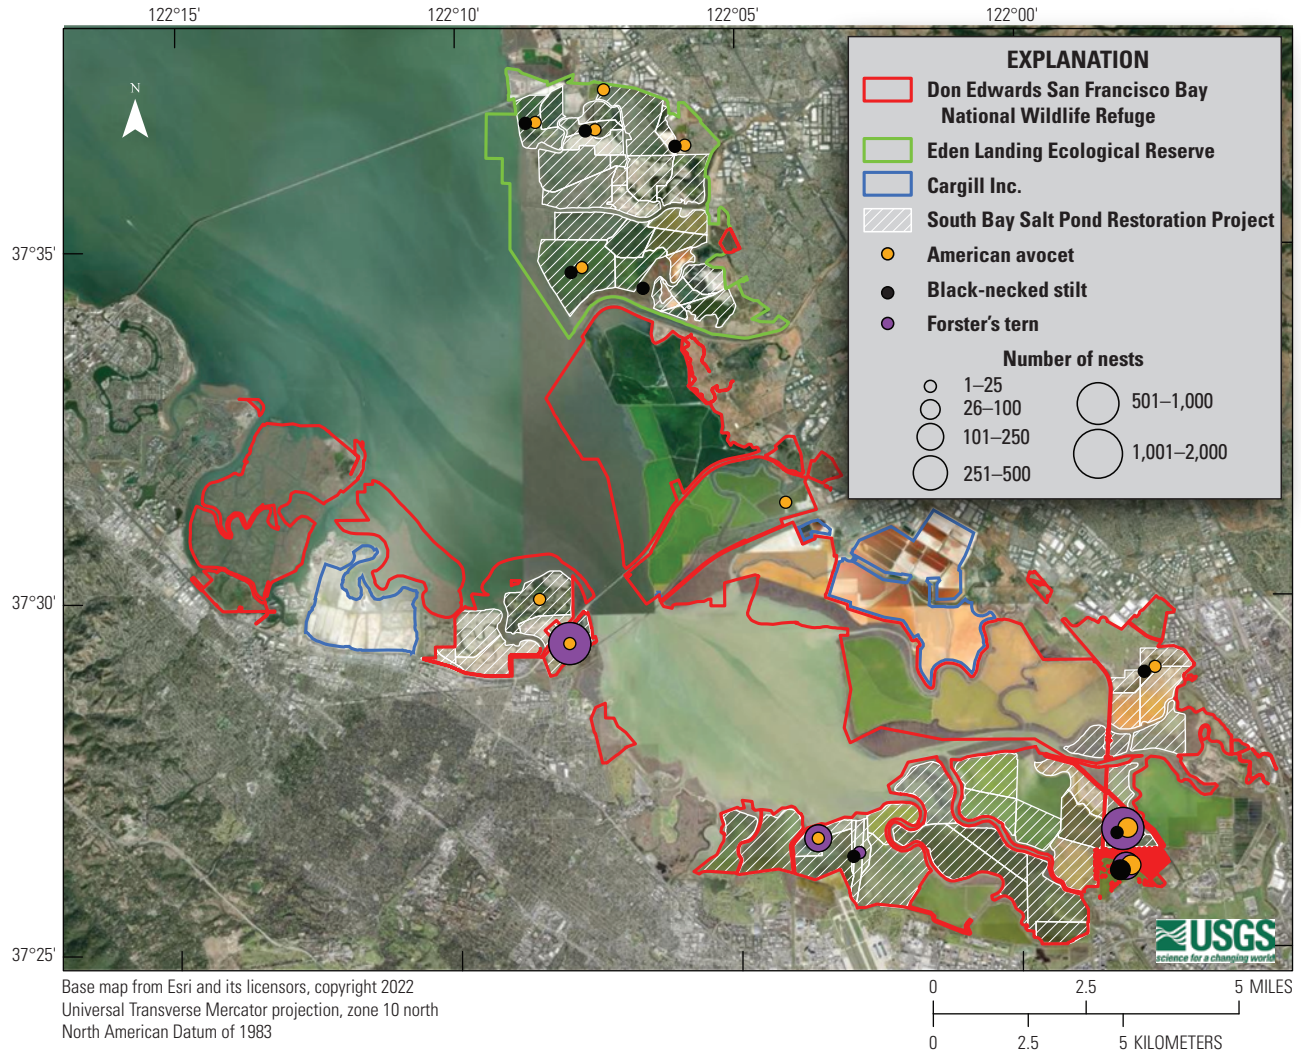 122°15'
122°10'
122°05'
122°00'
N
37°35'
37°30'
37°25'
EXPLANATION
Don Edwards San Francisco Bay
National Wildlife Refuge
Eden Landing Ecological Reserve
Cargill Inc.
South Bay Salt Pond Restoration Project
American avocet
Black-necked stilt
Forster's tern
Number of nests
1–25
26–100
101–250
251–500
501–1,000
1,001–2,000
USGS
science for a changing world
Base map from Esri and its licensors, copyright 2022
Universal Transverse Mercator projection, zone 10 north
North American Datum of 1983
0 2.5 5 MILES
0 2.5 5 KILOMETERS